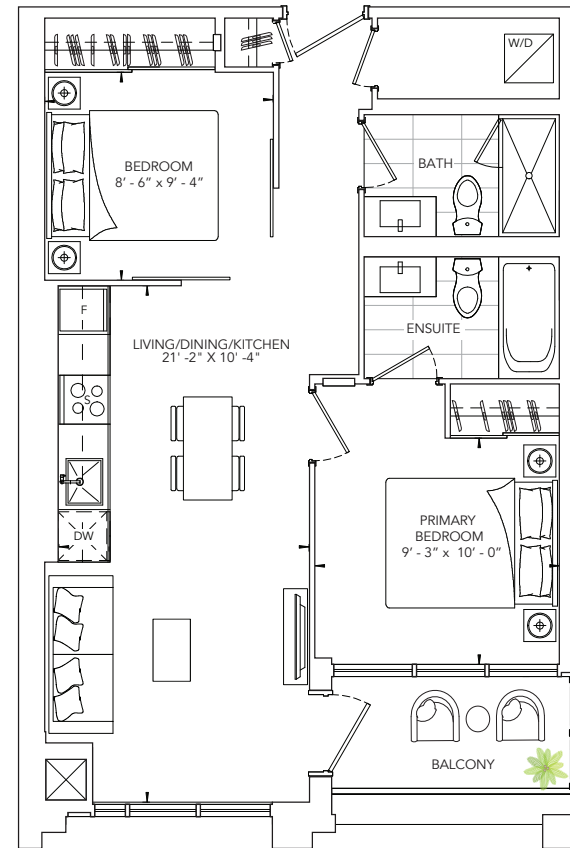 W/D
BATH
BEDROOM
8' - 6" x 9' - 4"
F
ENSUITE
LIVING/DINING/KITCHEN
21' -2" X 10' -4"
S
PRIMARY
BEDROOM
9' - 3" x 10' - 0"
DW
BALCONY